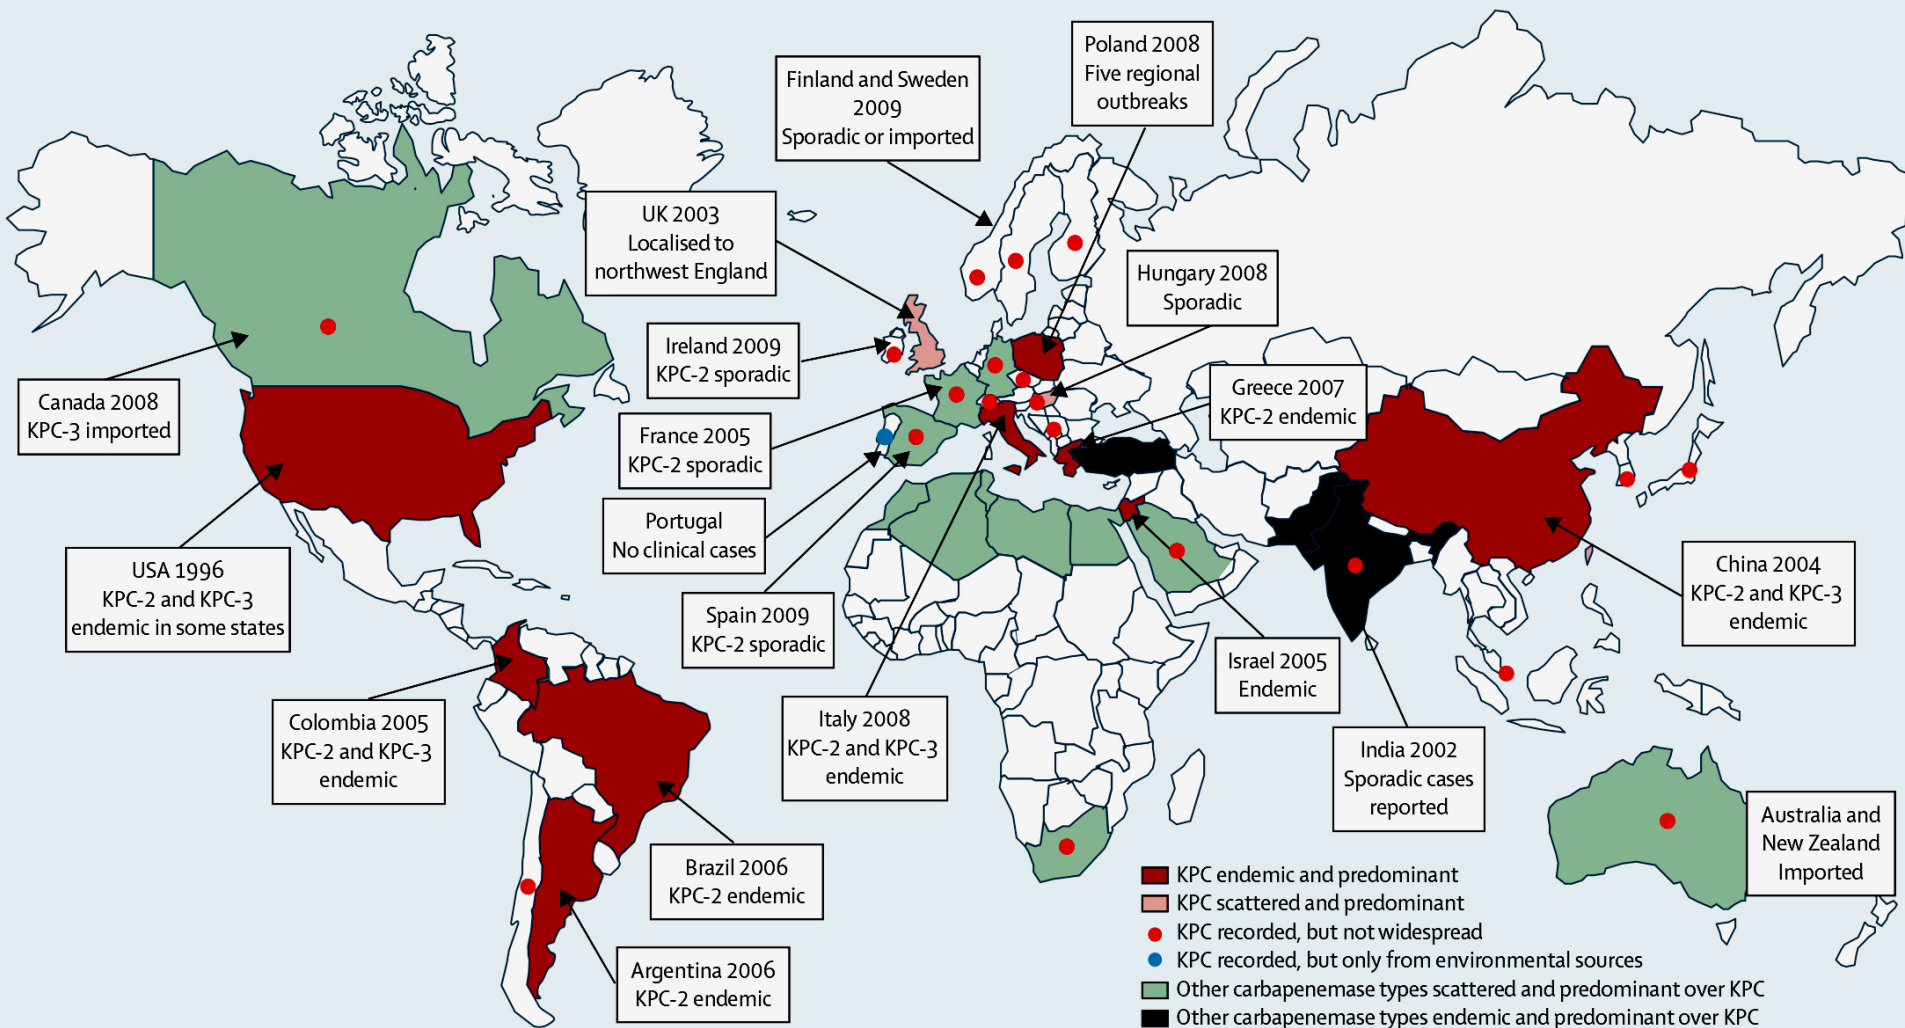 Poland 2008
Five regional
outbreaks
Finland and Sweden
2009
Sporadic or imported
UK 2003
Localised to
northwest England
Hungary 2008
Sporadic
Ireland 2009
KPC-2 sporadic
Greece 2007
KPC-2 endemic
Canada 2008
KPC-3 imported
France 2005
KPC-2 sporadic
Portugal
No clinical cases
USA 1996
KPC-2 and KPC-3
endemic in some states
China 2004
KPC-2 and KPC-3
endemic
Spain 2009
KPC-2 sporadic
Israel 2005
Endemic
Colombia 2005
KPC-2 and KPC-3
endemic
Italy 2008
KPC-2 and KPC-3
endemic
India 2002
Sporadic cases
reported
Australia and
New Zealand
Imported
Brazil 2006
KPC-2 endemic
Argentina 2006
KPC-2 endemic
KPC endemic and predominant
KPC scattered and predominant
KPC recorded, but not widespread
KPC recorded, but only from environmental sources
Other carbapenemase types scattered and predominant over KPC
Other carbapenemase types endemic and predominant over KPC